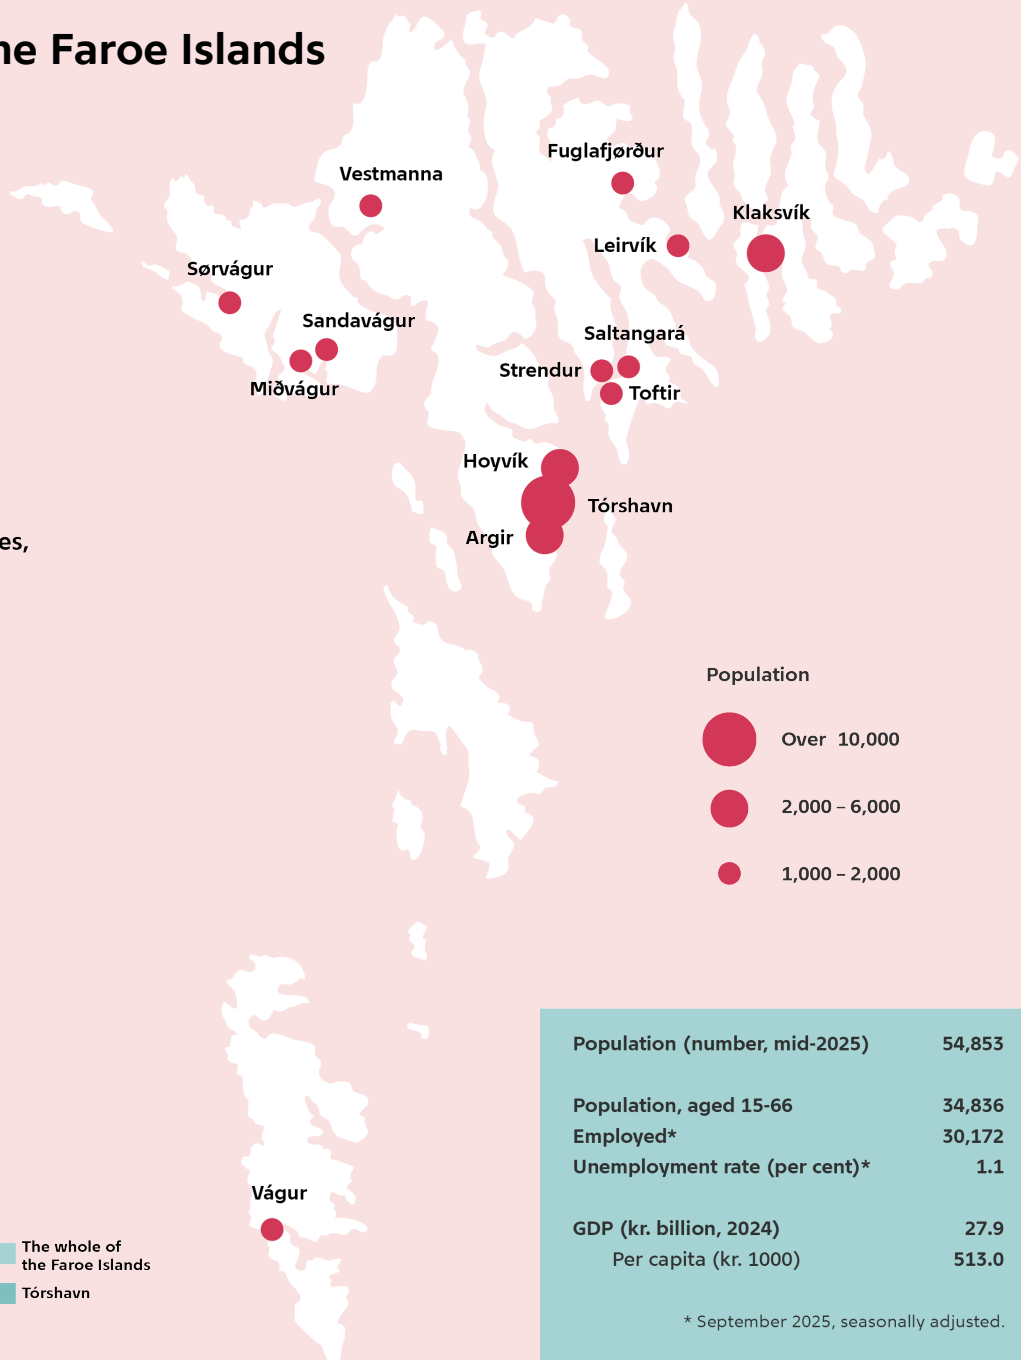 ne Faroe Islands
Fuglafjørður
Vestmanna
Klaksvík
Leirvík
Sørvágur
Sandavágur
Saltangará
Strendur
Miðvágur
Toftir
Hoyvík
Tórshavn
Argir
es,
Population
Over 10,000
2,000 – 6,000
1,000 – 2,000
Population (number, mid-2025) 54,853
Population, aged 15-66 34,836
Employed* 30,172
Unemployment rate (per cent)* 1.1
GDP (kr. billion, 2024) 27.9
Per capita (kr. 1000) 513.0
* September 2025, seasonally adjusted.
Vágur
The whole of
the Faroe Islands
Tórshavn